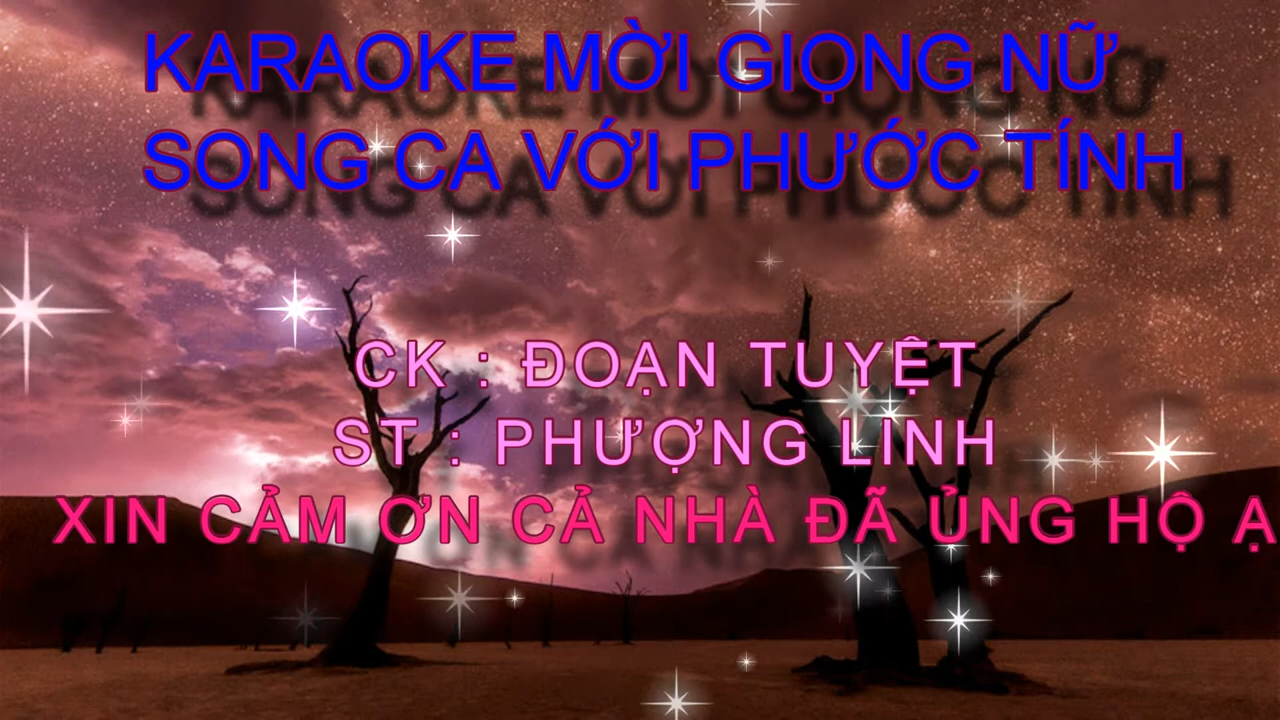 KARAOKE MỜI GIỌNG NỮ
SONG CA VỚI PHƯỚC TÍNH
CK : ĐOẠN TUYỆT
ST : PHƯỢNG LINH
XIN CẢM ƠN CẢ NHÀ ĐÃ ỦNG HỘ Ạ